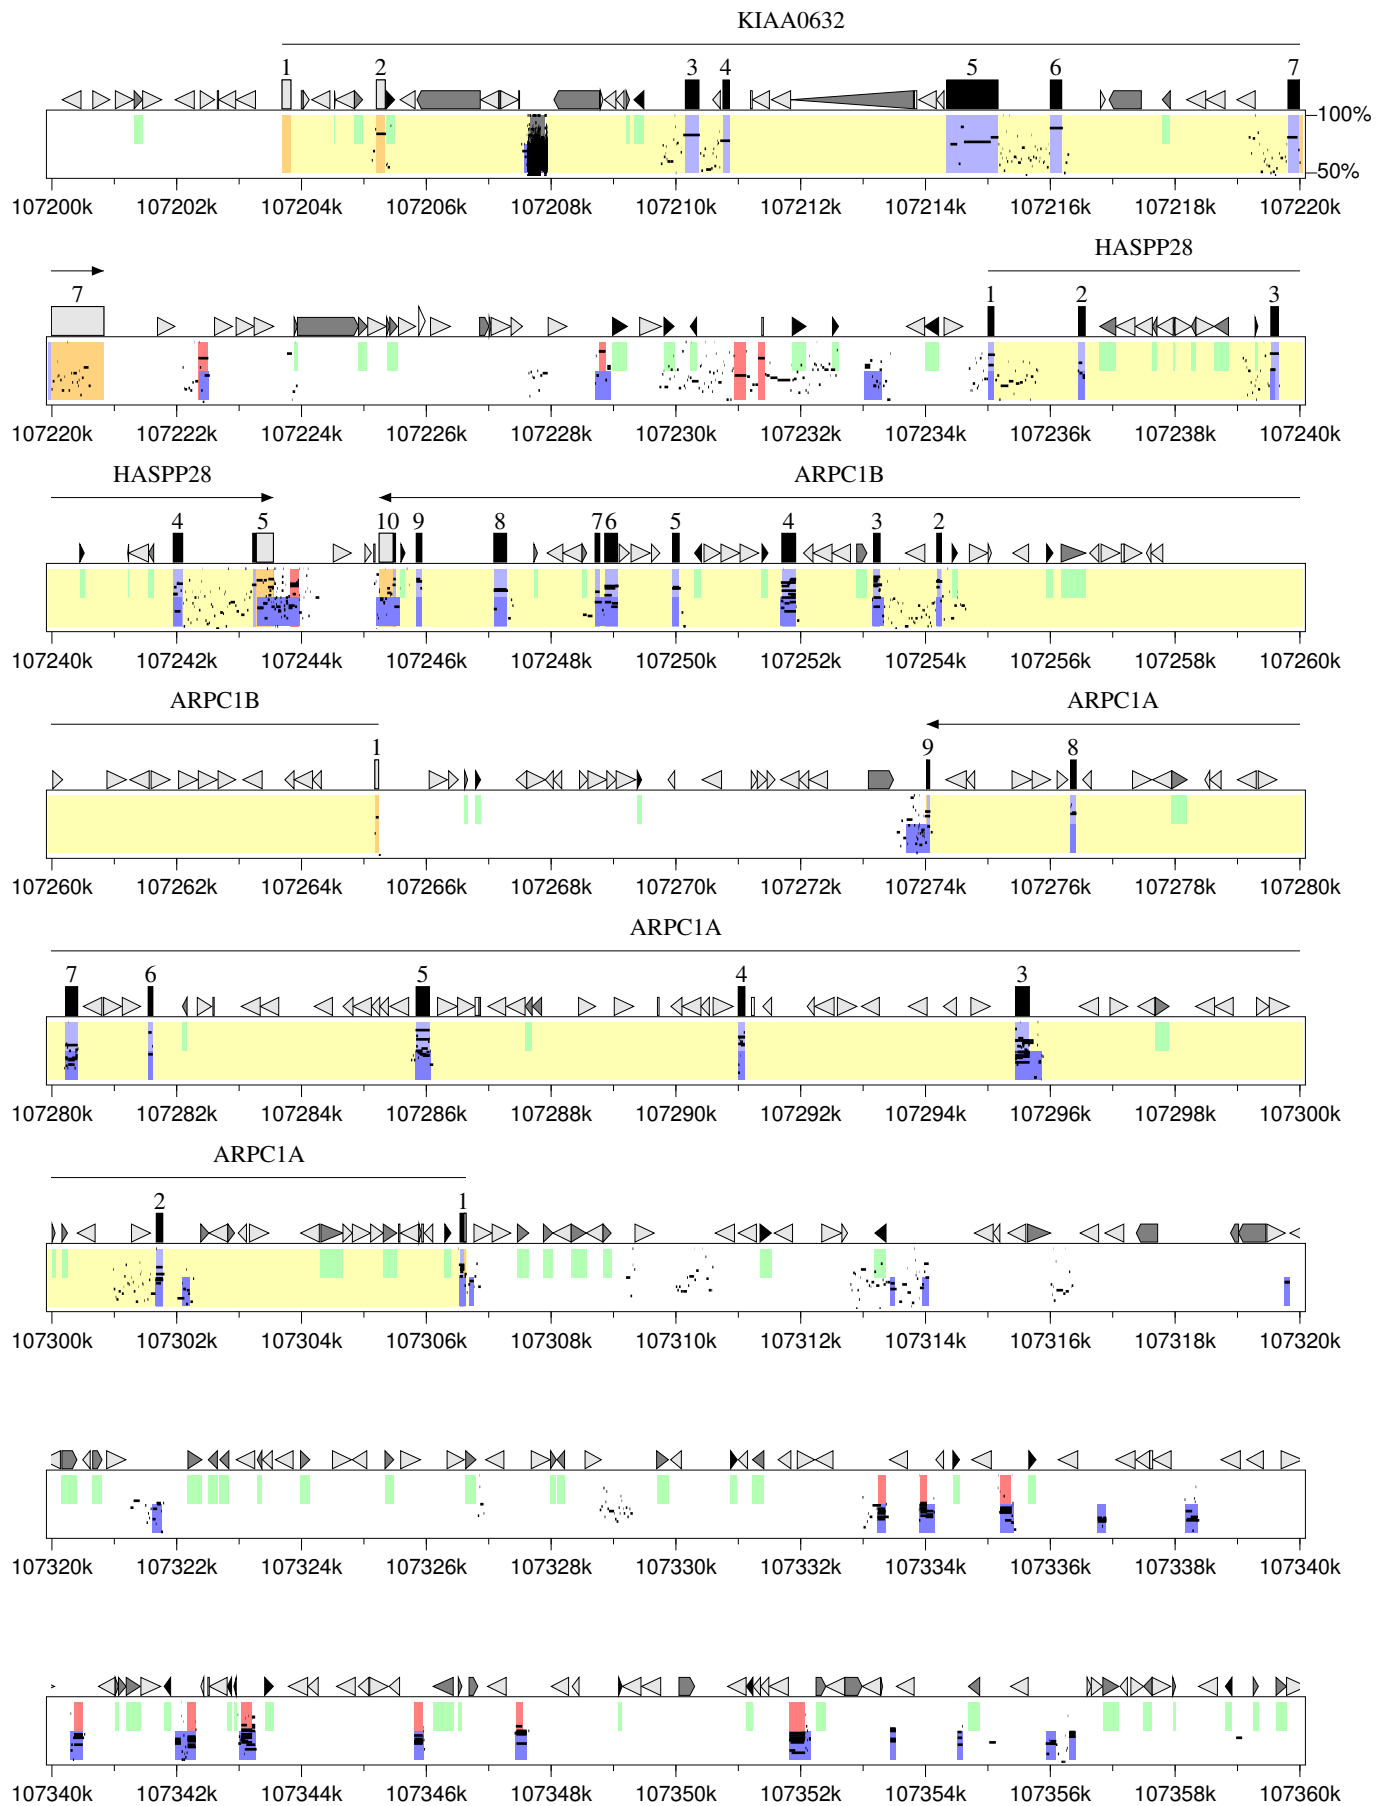 KIAA0632
1 2 3 4 5 6 7
100%
50%
107200k 107202k 107204k 107206k 107208k 107210k 107212k 107214k 107216k 107218k 107220k
HASPP28
7 1 2 3
107220k 107222k 107224k 107226k 107228k 107230k 107232k 107234k 107236k 107238k 107240k
HASPP28 ARPC1B
4 5 10 9 8 7 6 5 4 3 2
107240k 107242k 107244k 107246k 107248k 107250k 107252k 107254k 107256k 107258k 107260k
ARPC1B ARPC1A
1 9 8
107260k 107262k 107264k 107266k 107268k 107270k 107272k 107274k 107276k 107278k 107280k
ARPC1A
7 6 5 4 3
107280k 107282k 107284k 107286k 107288k 107290k 107292k 107294k 107296k 107298k 107300k
ARPC1A
2 1
107300k 107302k 107304k 107306k 107308k 107310k 107312k 107314k 107316k 107318k 107320k
107320k 107322k 107324k 107326k 107328k 107330k 107332k 107334k 107336k 107338k 107340k
107340k 107342k 107344k 107346k 107348k 107350k 107352k 107354k 107356k 107358k 107360k